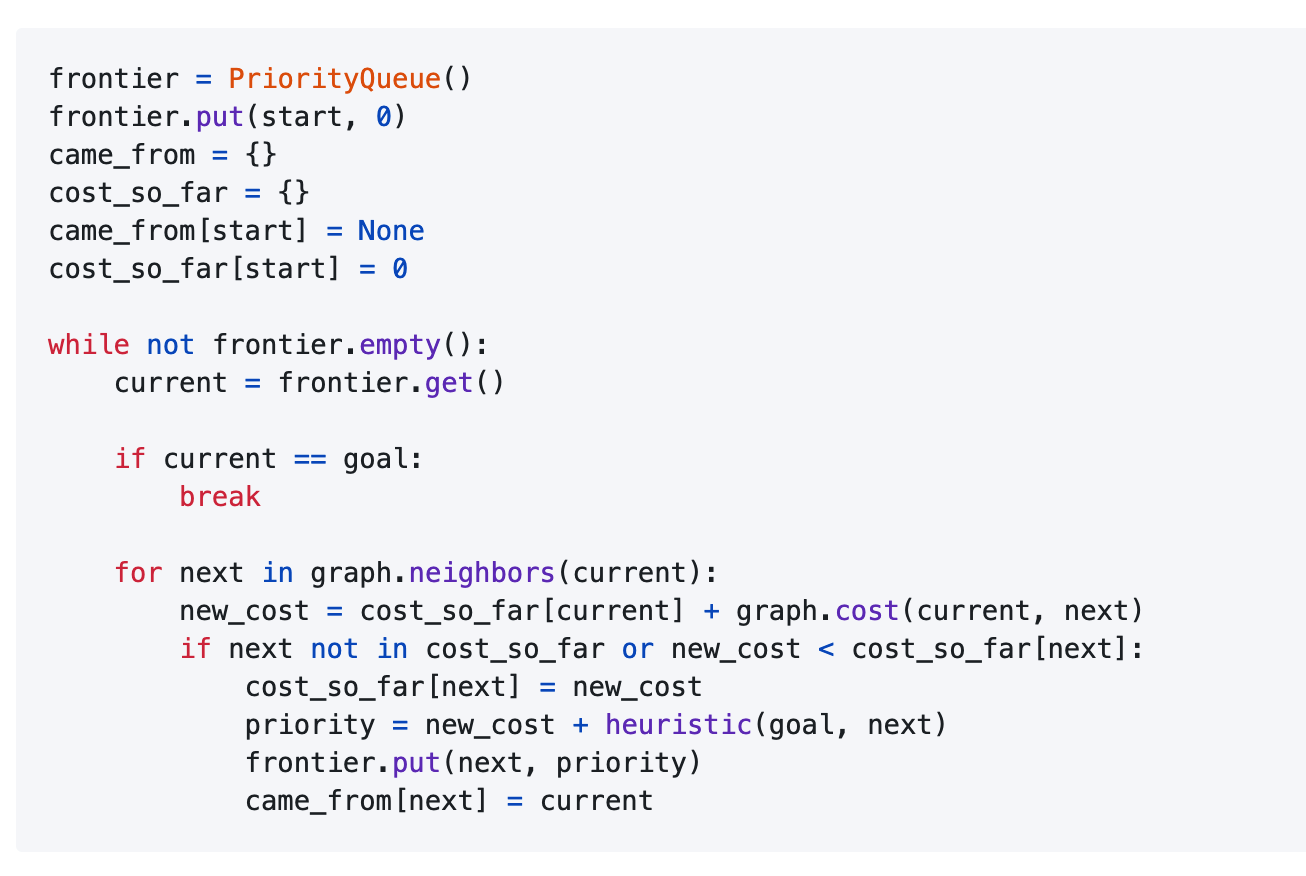 frontier = PriorityQueue()
frontier.put(start, 0)
came_from = {}
cost_so_far = {}
came_from[start] = None
cost_so_far[start] = 0

while not frontier.empty():
    current = frontier.get()

    if current == goal:
        break

    for next in graph.neighbors(current):
        new_cost = cost_so_far[current] + graph.cost(current, next)
        if next not in cost_so_far or new_cost < cost_so_far[next]:
            cost_so_far[next] = new_cost
            priority = new_cost + heuristic(goal, next)
            frontier.put(next, priority)
            came_from[next] = current